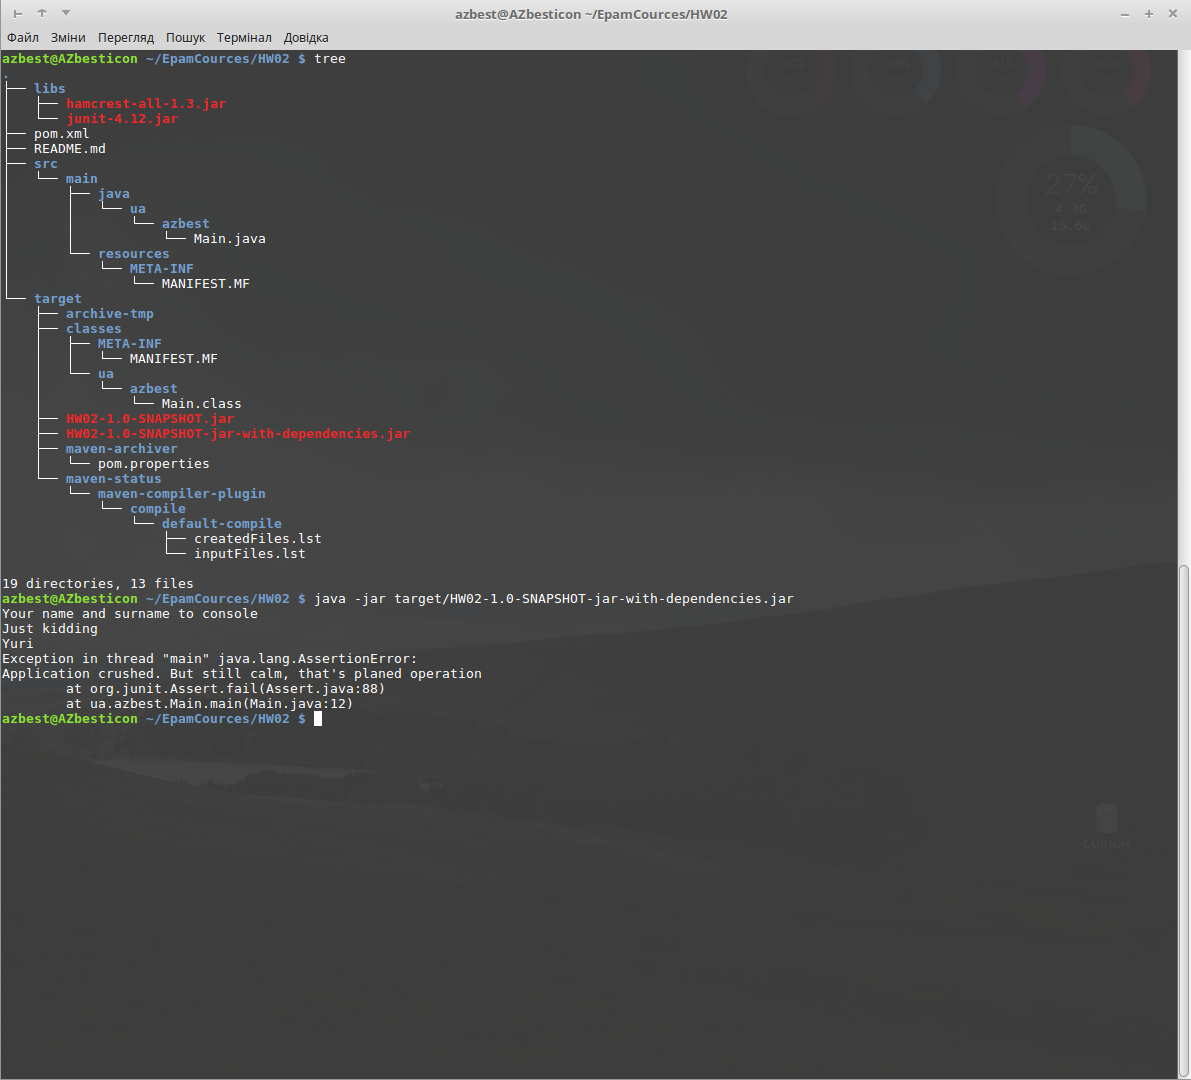 azbest@AZbesticon ~/EpamCources/HW02
Файл Зміни Перегляд Пошук Термінал Довідка
azbest@AZbesticon ~/EpamCources/HW02 $ tree
.
├── libs
│   ├── hamcrest-all-1.3.jar
│   └── junit-4.12.jar
├── pom.xml
├── README.md
├── src
│   └── main
│       ├── java
│       │   └── ua
│       │       └── azbest
│       │           └── Main.java
│       └── resources
│           └── META-INF
│               └── MANIFEST.MF
└── target
    ├── archive-tmp
    ├── classes
    │   ├── META-INF
    │   │   └── MANIFEST.MF
    │   └── ua
    │       └── azbest
    │           └── Main.class
    ├── HW02-1.0-SNAPSHOT.jar
    ├── HW02-1.0-SNAPSHOT-jar-with-dependencies.jar
    ├── maven-archiver
    │   └── pom.properties
    └── maven-status
        └── maven-compiler-plugin
            └── compile
                └── default-compile
                    ├── createdFiles.lst
                    └── inputFiles.lst
19 directories, 13 files
azbest@AZbesticon ~/EpamCources/HW02 $ java -jar target/HW02-1.0-SNAPSHOT-jar-with-dependencies.jar
Your name and surname to console
Just kidding
Yuri
Exception in thread "main" java.lang.AssertionError:
Application crushed. But still calm, that's planed operation
        at org.junit.Assert.fail(Assert.java:88)
        at ua.azbest.Main.main(Main.java:12)
azbest@AZbesticon ~/EpamCources/HW02 $
27%
4.3G
15.6G
Смітник